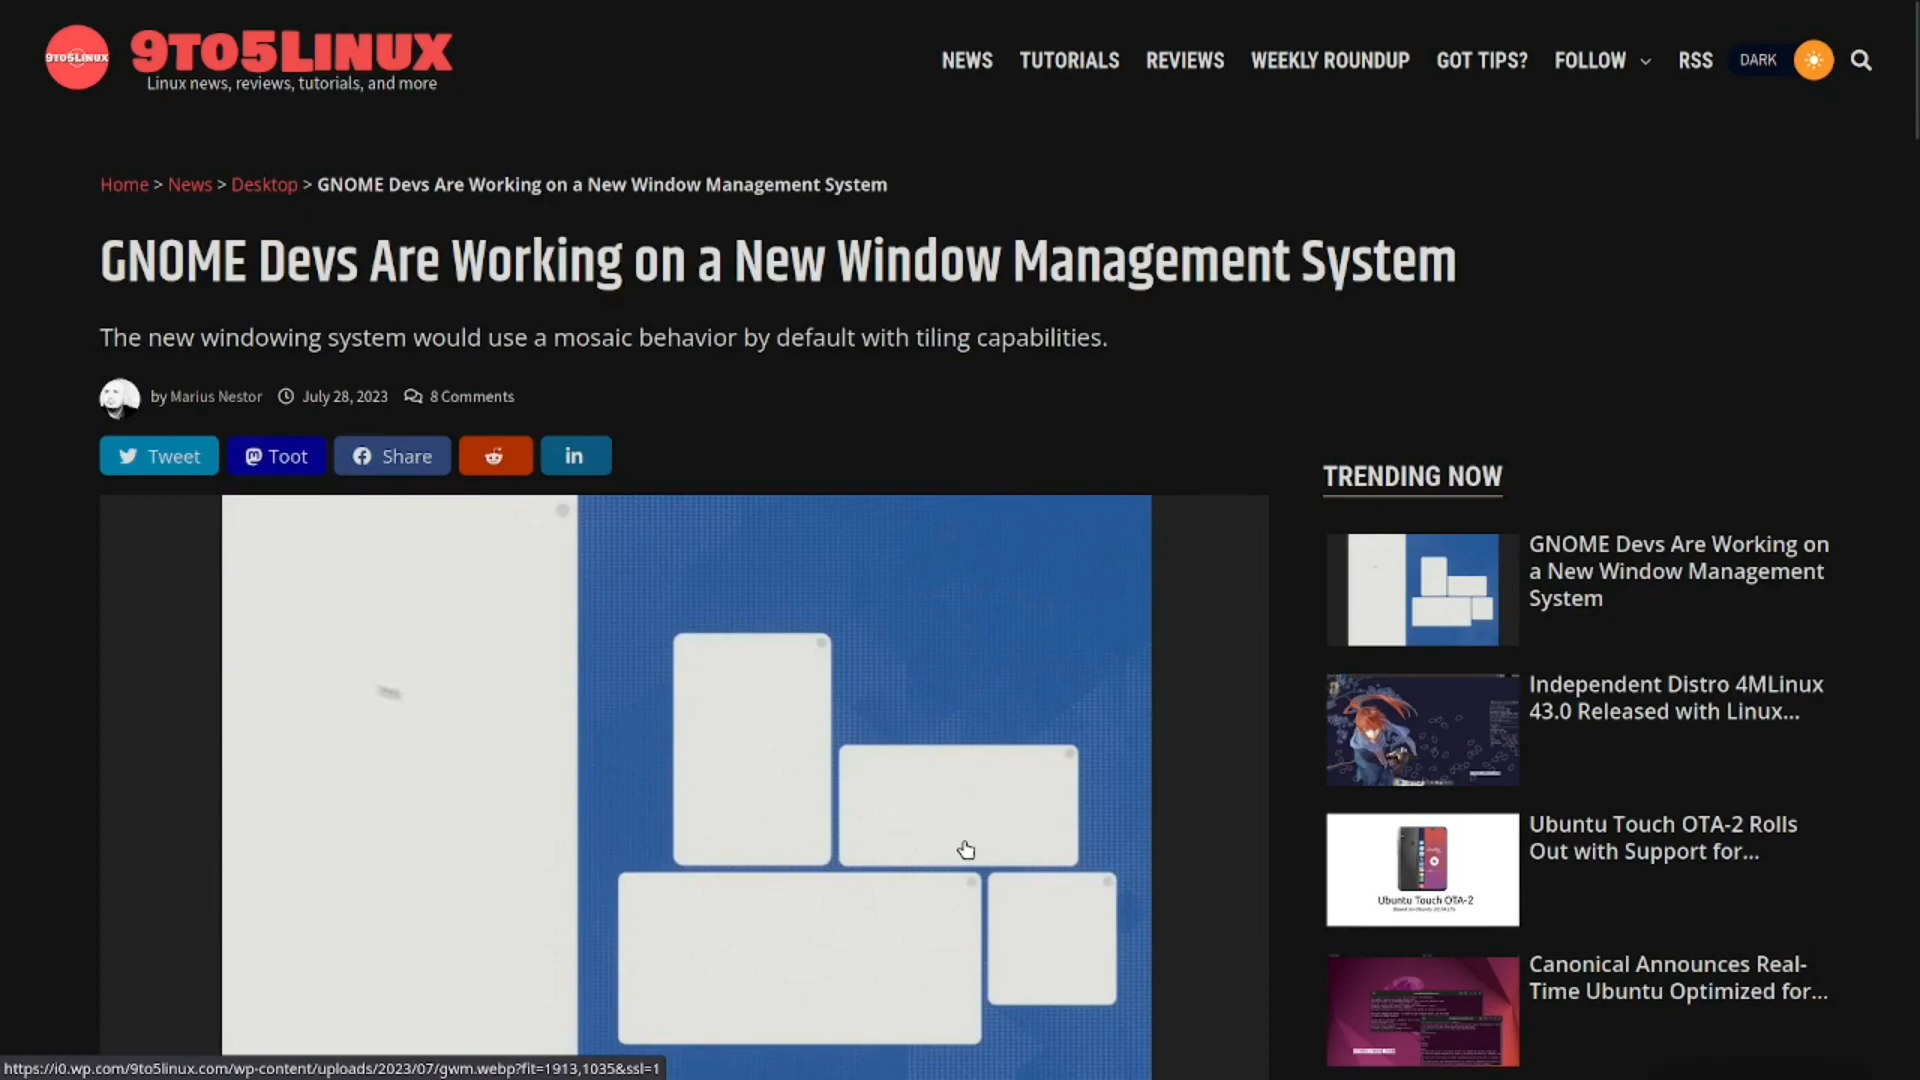 9TO5LINUX
9TO5LINUX
Linux news, reviews, tutorials, and more
NEWS TUTORIALS REVIEWS WEEKLY ROUNDUP GOT TIPS? FOLLOW RSS DARK
Home > News > Desktop > GNOME Devs Are Working on a New Window Management System
GNOME Devs Are Working on a New Window Management System
The new windowing system would use a mosaic behavior by default with tiling capabilities.
by Marius Nestor July 28, 2023 8 Comments
Tweet Toot Share in
TRENDING NOW
GNOME Devs Are Working on
a New Window Management
System
Independent Distro 4MLinux
43.0 Released with Linux...
Ubuntu Touch OTA-2 Rolls
Out with Support for...
Ubuntu Touch OTA-2
Canonical Announces Real-
Time Ubuntu Optimized for...
https://i0.wp.com/9to5linux.com/wp-content/uploads/2023/07/gwm.webp?fit=1913,1035&ssl=1